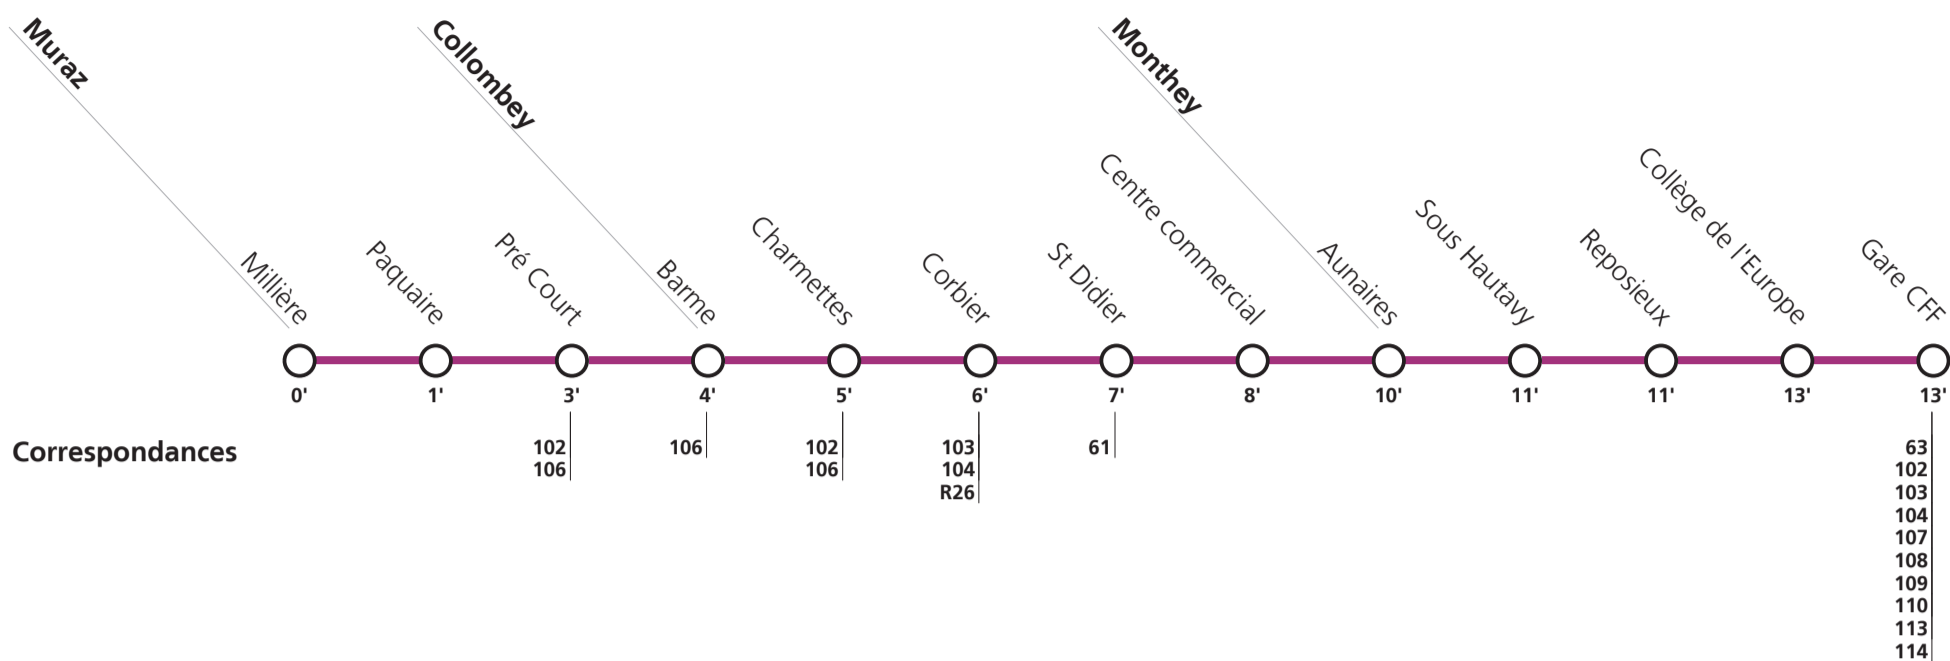 Muraz
Collombey
Monthey
Millière
Paquaire
Pré Court
Barme
Charmettes
Corbier
St Didier
Centre commercial
Aunaires
Sous Hautavy
Reposieux
Collège de l'Europe
Gare CFF
0' 1' 3' 4' 5' 6' 7' 8' 10' 11' 11' 13' 13'
Correspondances
102
106
106
102
106
103
104
R26
61
63
102
103
104
107
108
109
110
113
114